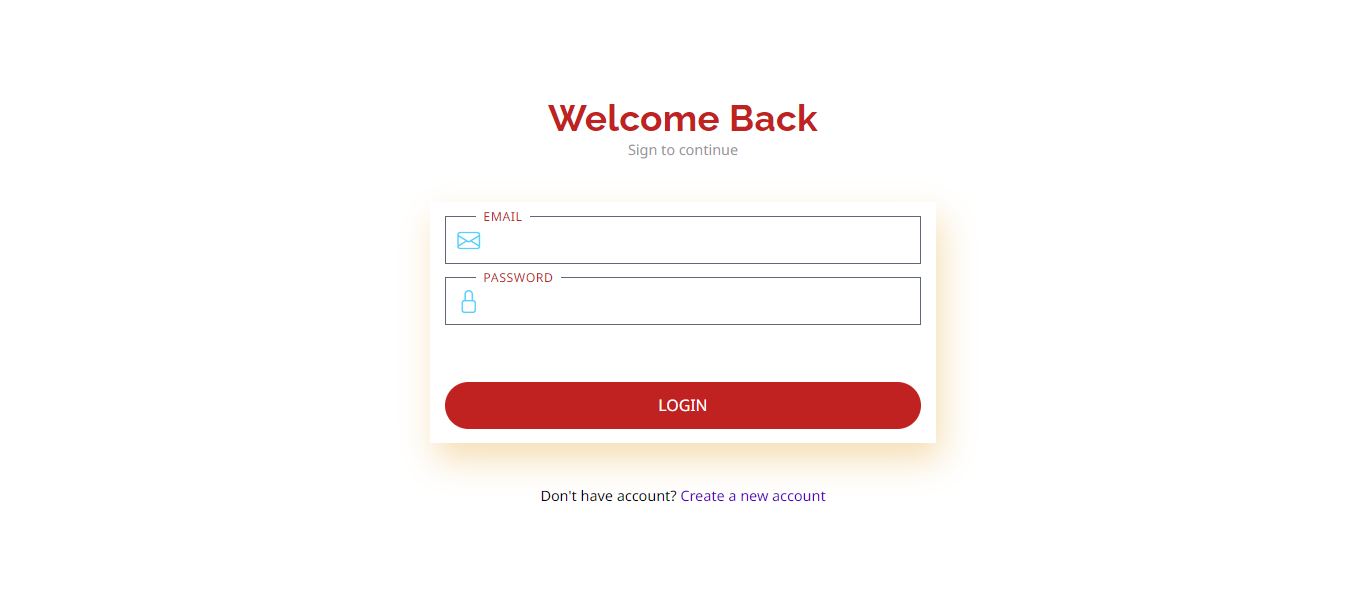 Welcome Back
Sign to continue
EMAIL
PASSWORD
LOGIN
Don't have account? Create a new account